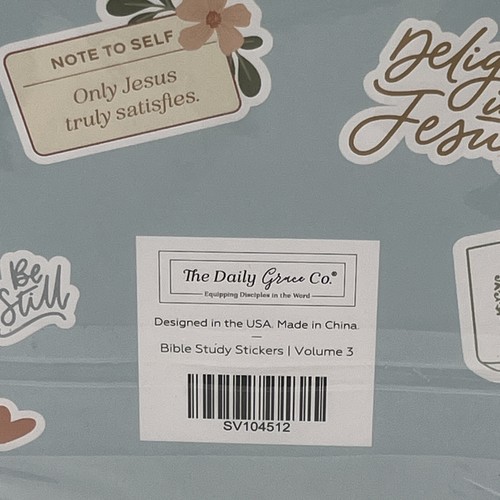 NOTE TO SELF
Only Jesus
truly satisfies.
Be
Still
The Daily Grace Co.®
Equipping Disciples in the Word
Designed in the USA. Made in China.
Bible Study Stickers | Volume 3
SV104512